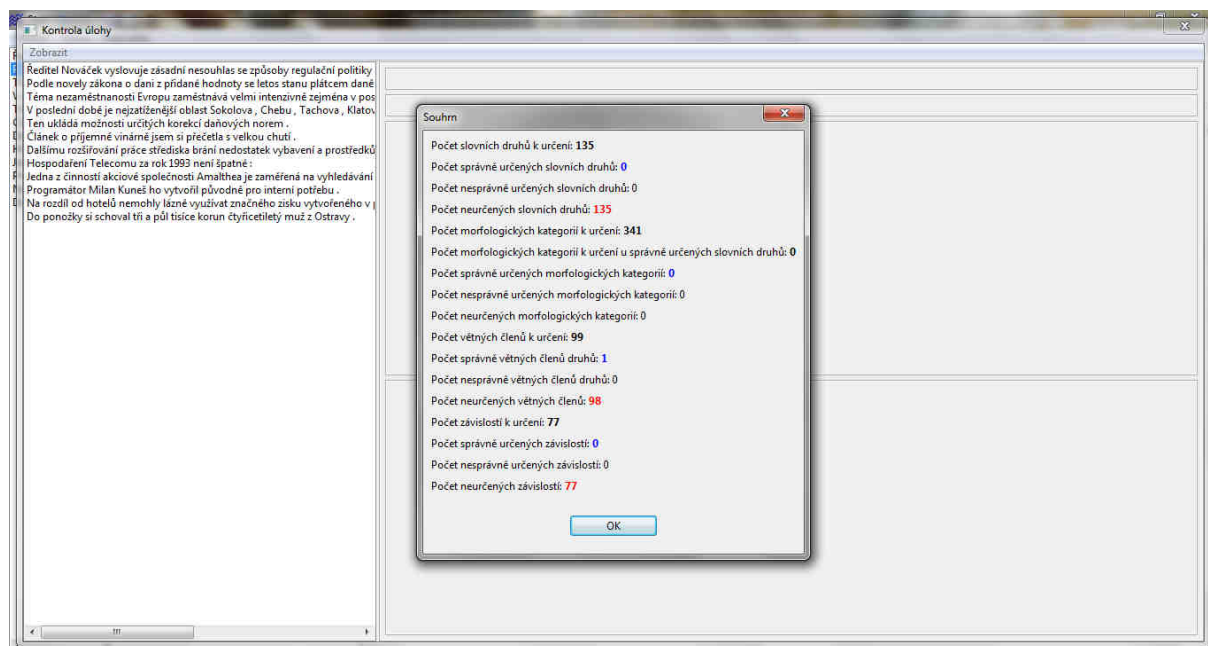 Kontrola úlohy
Zobrazit
Ředitel Nováček vyslovuje zásadní nesouhlas se způsoby regulační politiky
Podle novely zákona o dani z přidané hodnoty se letos stanu plátcem dané
Téma nezaměstnanosti Evropu zaměstnává velmi intenzivně zejména v pos
V poslední době je nejzatíženější oblast Sokolova , Chebu , Tachova , Klatov
Ten ukládá možnosti určitých korekcí daňových norem .
Článek o příjemné vinárně jsem si přečetla s velkou chutí .
Dalšímu rozšiřování práce střediska brání nedostatek vybavení a prostředků
Hospodaření Telecomu za rok 1993 není špatné :
Jedna z činností akciové společnosti Amalthea je zaměřená na vyhledávání
Programátor Milan Kuneš ho vytvořil původně pro interní potřebu .
Na rozdíl od hotelů nemohly lázně využívat značného zisku vytvořeného v
Do ponožky si schoval tři a půl tisíce korun čtyřicetiletý muž z Ostravy .
Souhrn
Počet slovních druhů k určení: 135
Počet správně určených slovních druhů: 0
Počet nesprávně určených slovních druhů: 0
Počet neurčených slovních druhů: 135
Počet morfologických kategorií k určení: 341
Počet morfologických kategorií k určení u správně určených slovních druhů: 0
Počet správně určených morfologických kategorií: 0
Počet nesprávně určených morfologických kategorií: 0
Počet neurčených morfologických kategorií: 0
Počet větných členů k určení: 99
Počet správně větných členů druhů: 1
Počet nesprávně větných členů druhů: 0
Počet neurčených větných členů: 98
Počet závislostí k určení: 77
Počet správně určených závislostí: 0
Počet nesprávně určených závislostí: 0
Počet neurčených závislostí: 77
OK